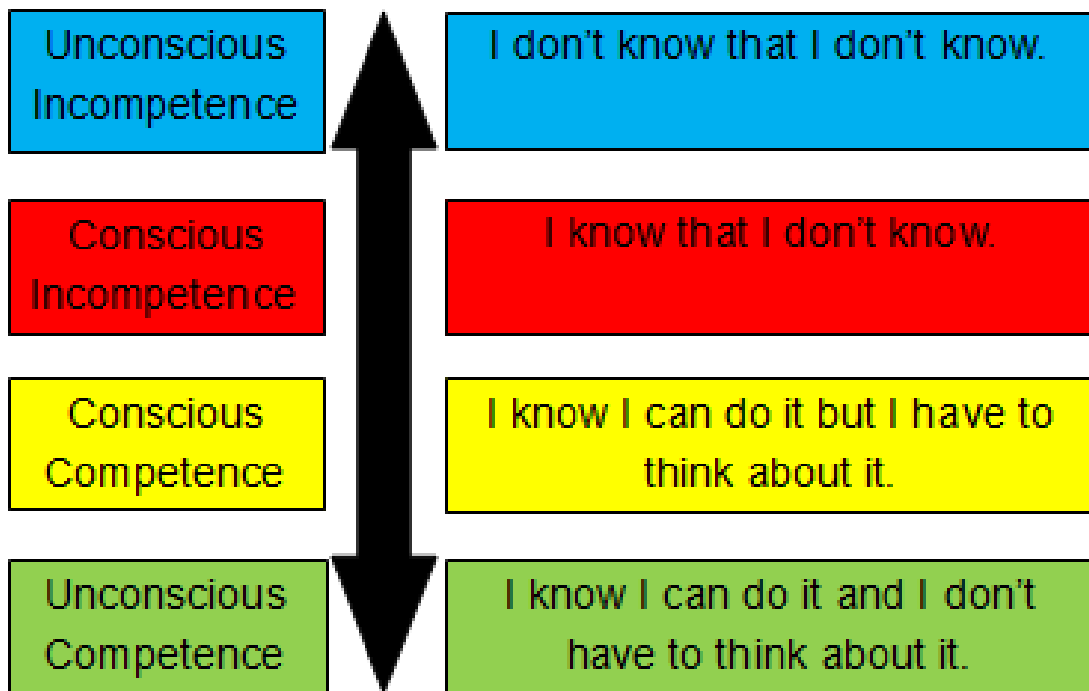 Unconscious
Incompetence
I don't know that I don't know.
Conscious
Incompetence
I know that I don't know.
Conscious
Competence
I know I can do it but I have to
think about it.
Unconscious
Competence
I know I can do it and I don't
have to think about it.